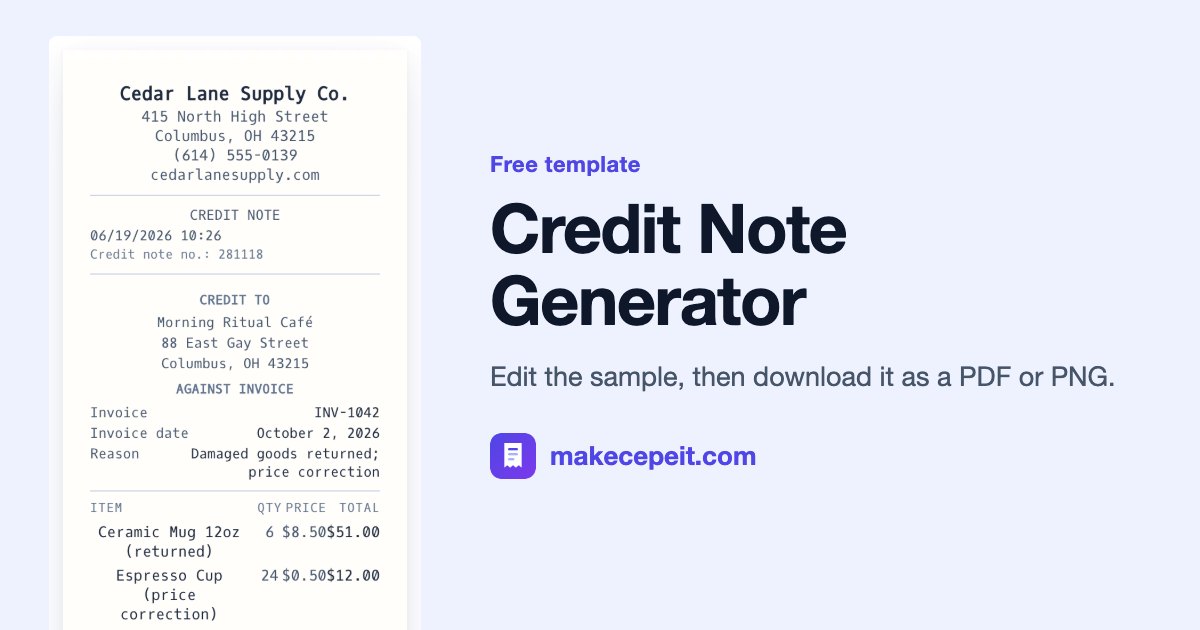 Cedar Lane Supply Co.
415 North High Street
Columbus, OH 43215
(614) 555-0139
cedarlanesupply.com
CREDIT NOTE
06/19/2026 10:26
Credit note no.: 281118
CREDIT TO
Morning Ritual Café
88 East Gay Street
Columbus, OH 43215
AGAINST INVOICE
Invoice INV-1042
Invoice date October 2, 2026
Reason Damaged goods returned;
price correction
ITEM QTY PRICE TOTAL
Ceramic Mug 12oz 6 $8.50 $51.00
(returned)
Espresso Cup 24 $0.50 $12.00
(price
correction)
Free template
Credit Note
Generator
Edit the sample, then download it as a PDF or PNG.
makecepeit.com